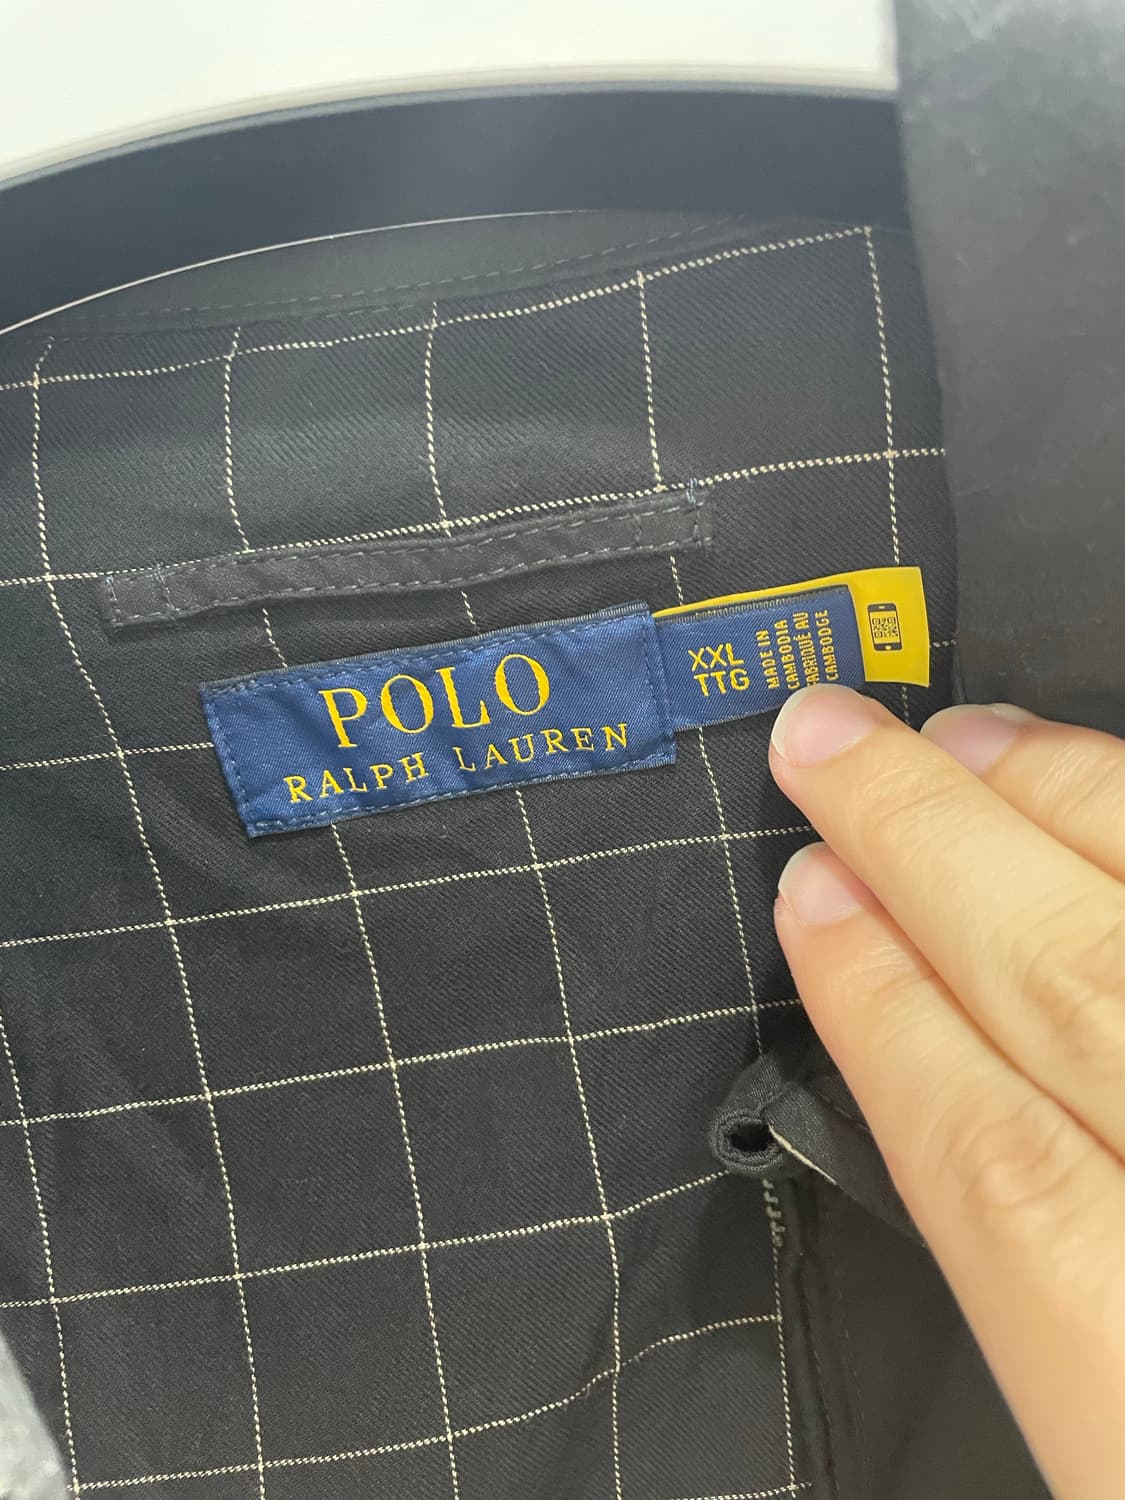 POLO
RALPH LAUREN
XXL
TTG
MADE IN
CAMBODIA
FABRIQUÉ AU
CAMBODGE